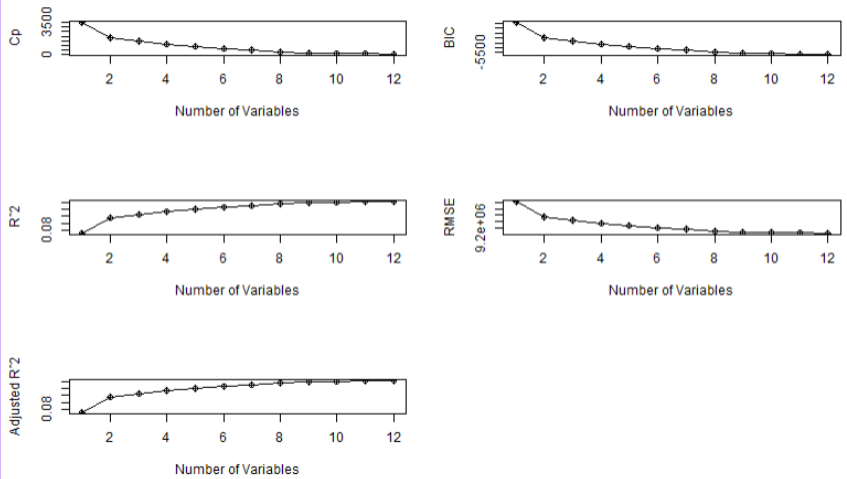 Cp
3500
0
2 4 6 8 10 12
Number of Variables
BIC
-5500
2 4 6 8 10 12
Number of Variables
R^2
0.08
2 4 6 8 10 12
Number of Variables
RMSE
9.2e+06
2 4 6 8 10 12
Number of Variables
Adjusted R^2
0.08
2 4 6 8 10 12
Number of Variables